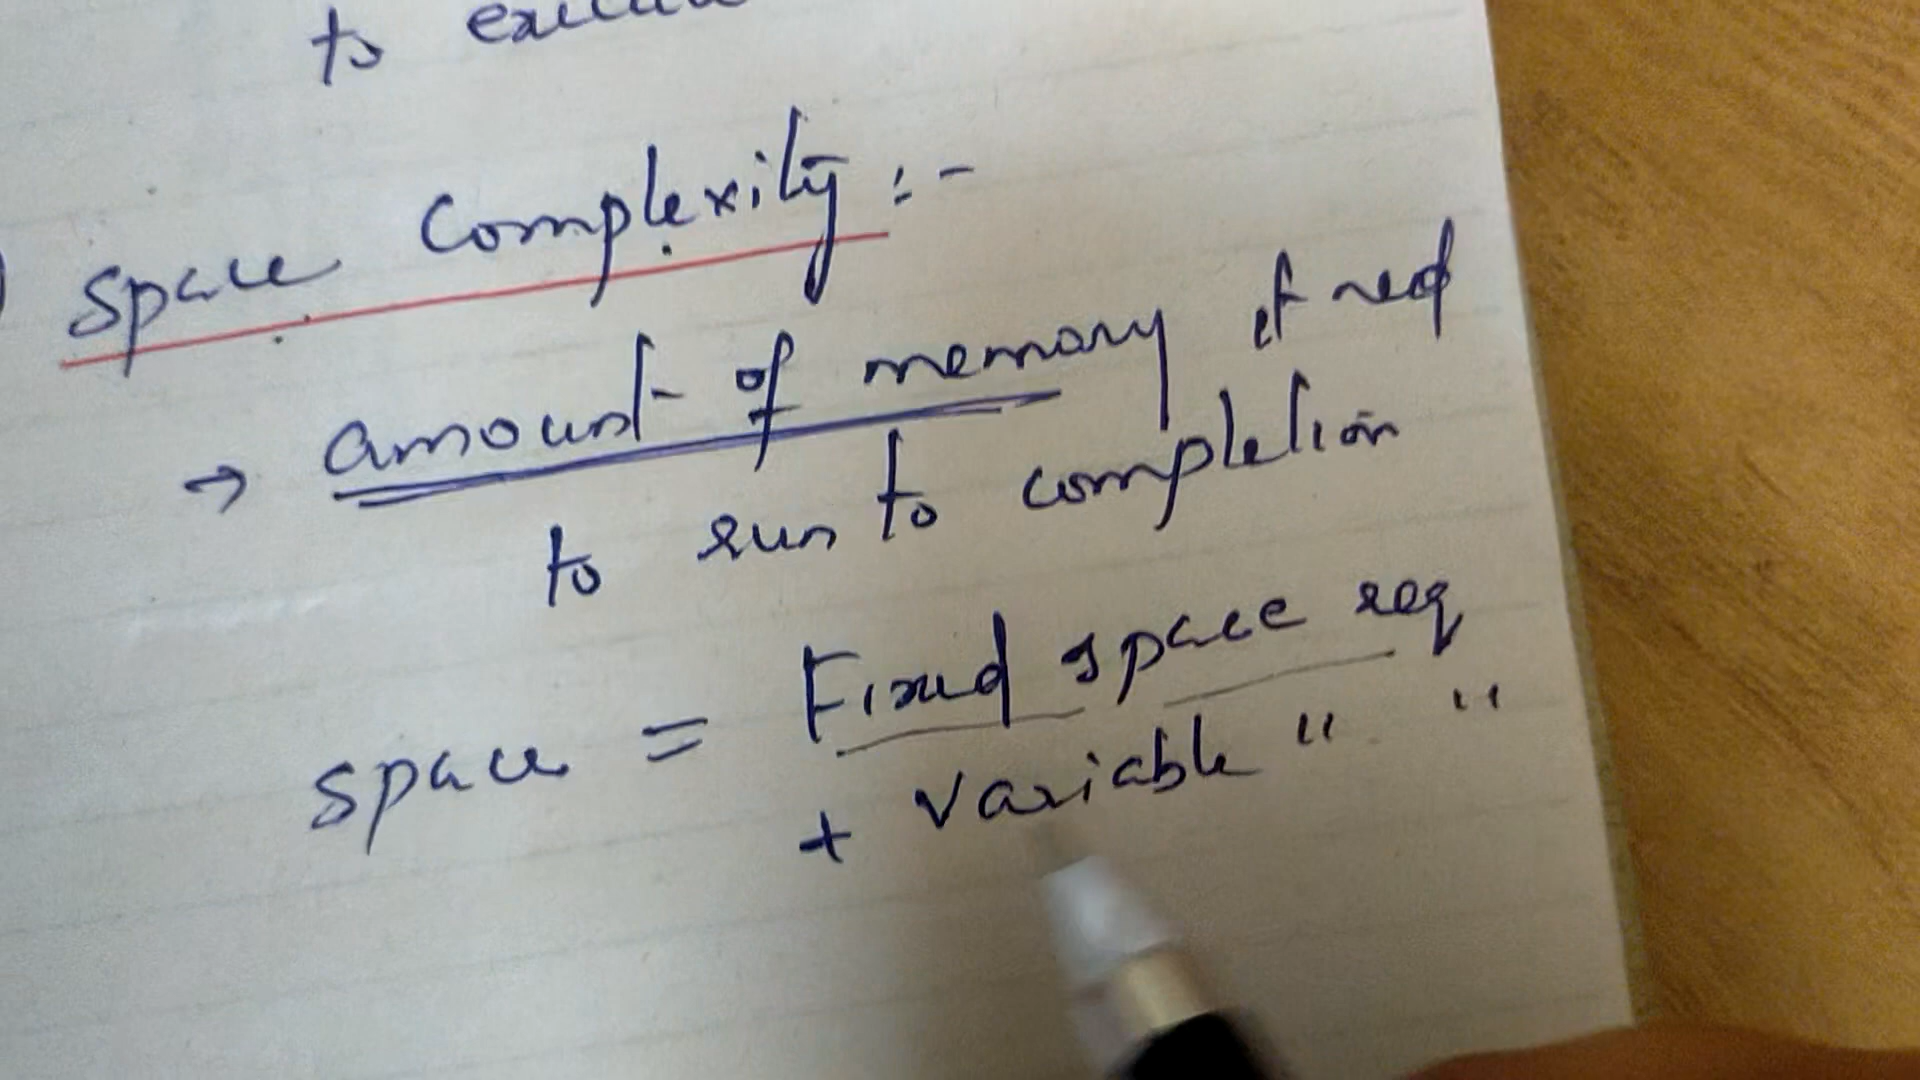 to
space complexity :-
→ amount of memory it req
to run to completion
space = Fixed space req
+ variable " "